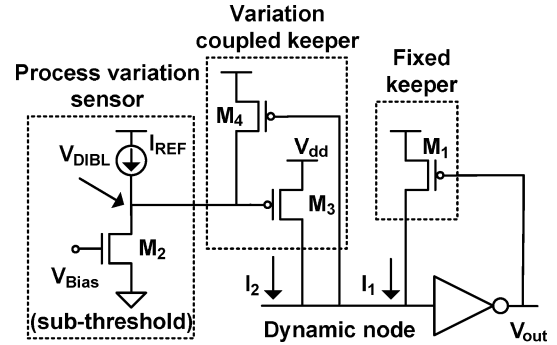 Variation
coupled keeper
Fixed
keeper
Process variation
sensor
M4
M1
IREF
Vdd
VDIBL
M3
M2
VBias
I2
I1
(sub-threshold)
Dynamic node
Vout